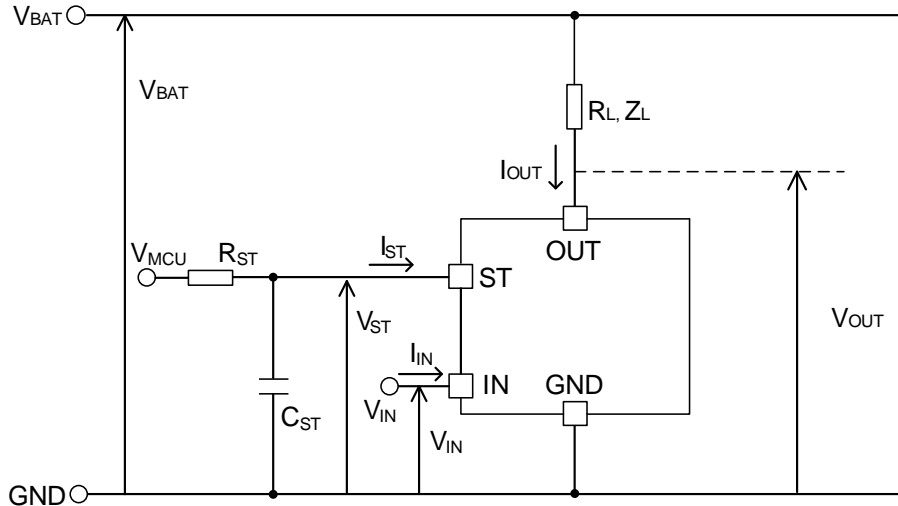 VBAT
VBAT
RL, ZL
IOUT
OUT
VMCU
RST
IST
ST
VST
VOUT
IIN
IN
GND
VIN
CST
VIN
GND